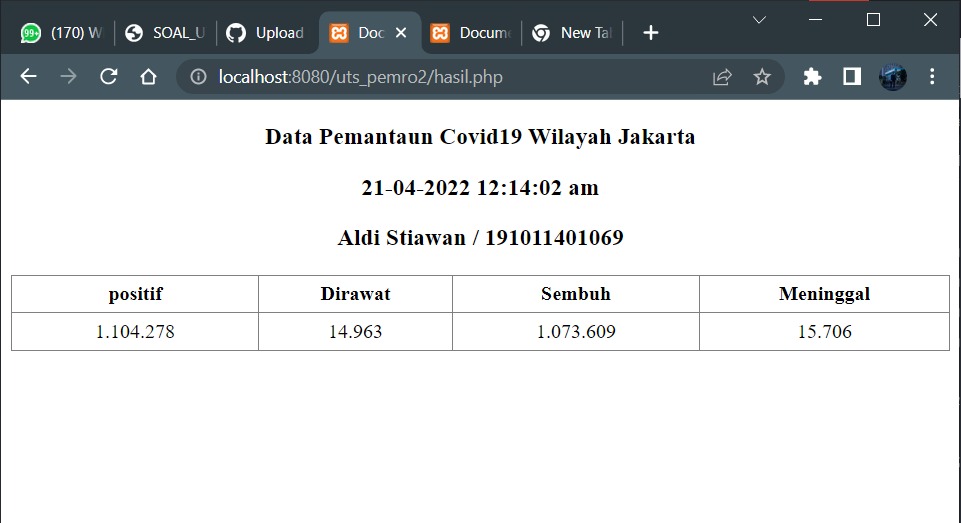 99+ (170) W
SOAL_U
Upload
Doc
Docume
New Tal
localhost:8080/uts_pemro2/hasil.php
Data Pemantaun Covid19 Wilayah Jakarta
21-04-2022 12:14:02 am
Aldi Stiawan / 191011401069
positif Dirawat Sembuh Meninggal
1.104.278 14.963 1.073.609 15.706